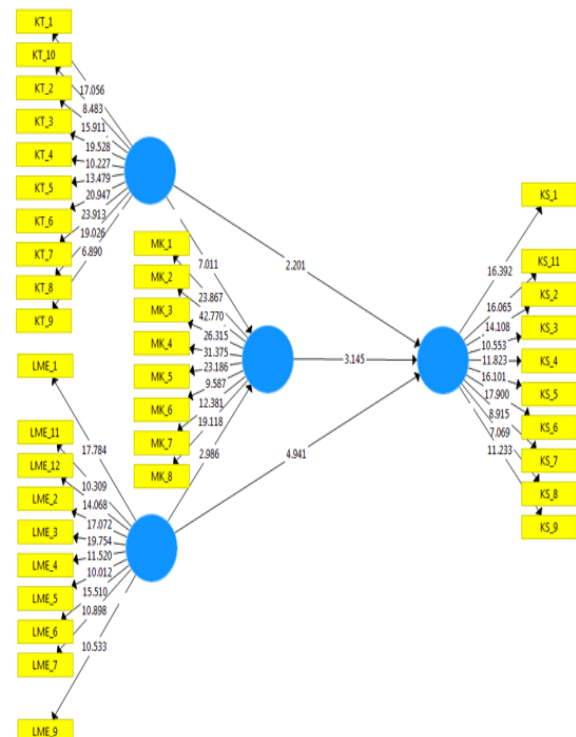 KT_1
KT_10
KT_2
KT_3
KT_4
KT_5
KT_6
KT_7
KT_8
KT_9
17.056
8.483
15.911
19.528
10.227
13.479
20.947
23.913
19.026
6.890
MK_1
MK_2
MK_3
MK_4
MK_5
MK_6
MK_7
MK_8
7.011
23.867
42.770
26.315
31.375
23.186
9.587
12.381
19.118
2.986
2.201
3.145
4.941
KS_1
KS_11
KS_2
KS_3
KS_4
KS_5
KS_6
KS_7
KS_8
KS_9
16.392
16.065
14.108
10.553
11.823
16.101
17.900
8.915
7.069
11.233
LME_1
LME_11
LME_12
LME_2
LME_3
LME_4
LME_5
LME_6
LME_7
LME_9
17.784
10.309
14.068
17.072
19.754
11.520
10.012
15.510
10.898
10.533